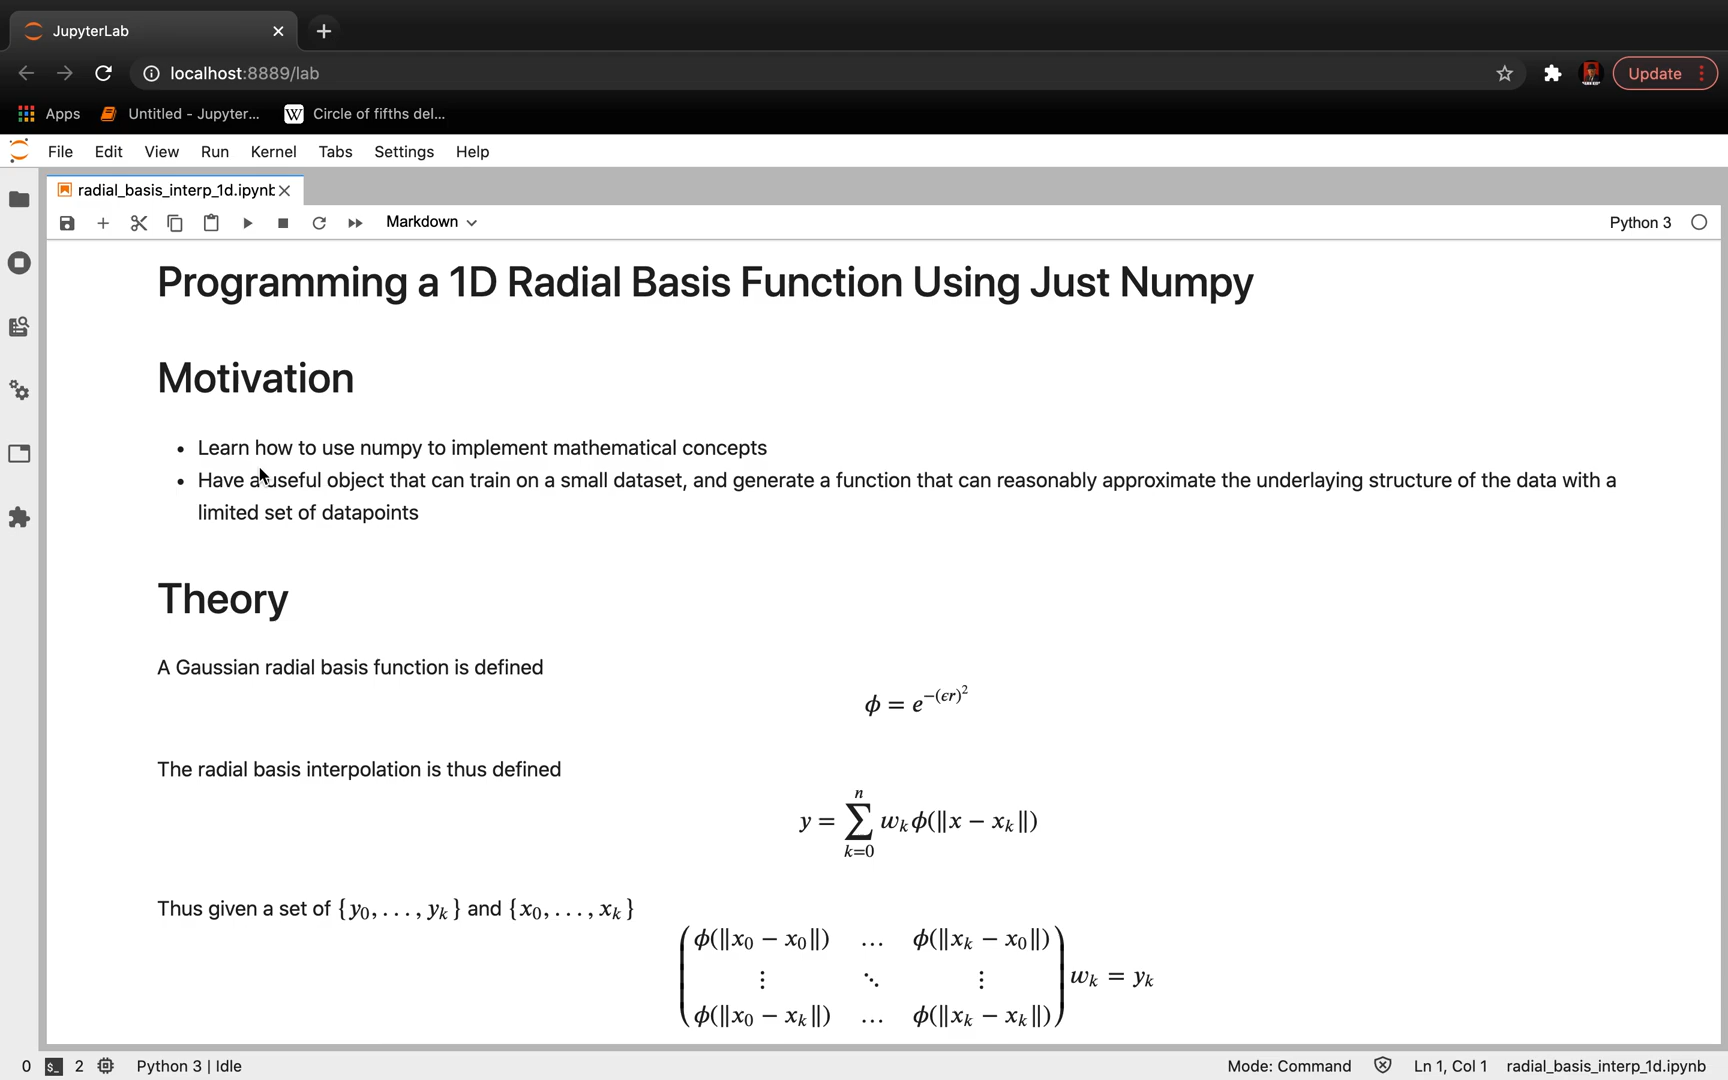 JupyterLab
localhost:8889/lab
Update
Apps
Untitled - Jupyter...
W Circle of fifths del...
File Edit View Run Kernel Tabs Settings Help
radial_basis_interp_1d.ipynb
Markdown
Python 3
Programming a 1D Radial Basis Function Using Just Numpy
Motivation
• Learn how to use numpy to implement mathematical concepts
• Have a useful object that can train on a small dataset, and generate a function that can reasonably approximate the underlaying structure of the data with a
limited set of datapoints
Theory
A Gaussian radial basis function is defined
ϕ = e^{−(ϵr)^2}
The radial basis interpolation is thus defined
y = ∑_{k=0}^{n} w_k ϕ(‖x − x_k‖)
Thus given a set of {y_0, . . . , y_k} and {x_0, . . . , x_k}
ϕ(‖x_0 − x_0‖) … ϕ(‖x_k − x_0‖)
⋮ ⋱ ⋮ w_k = y_k
ϕ(‖x_0 − x_k‖) … ϕ(‖x_k − x_k‖)
0 $_ 2 Python 3 | Idle Mode: Command Ln 1, Col 1 radial_basis_interp_1d.ipynb